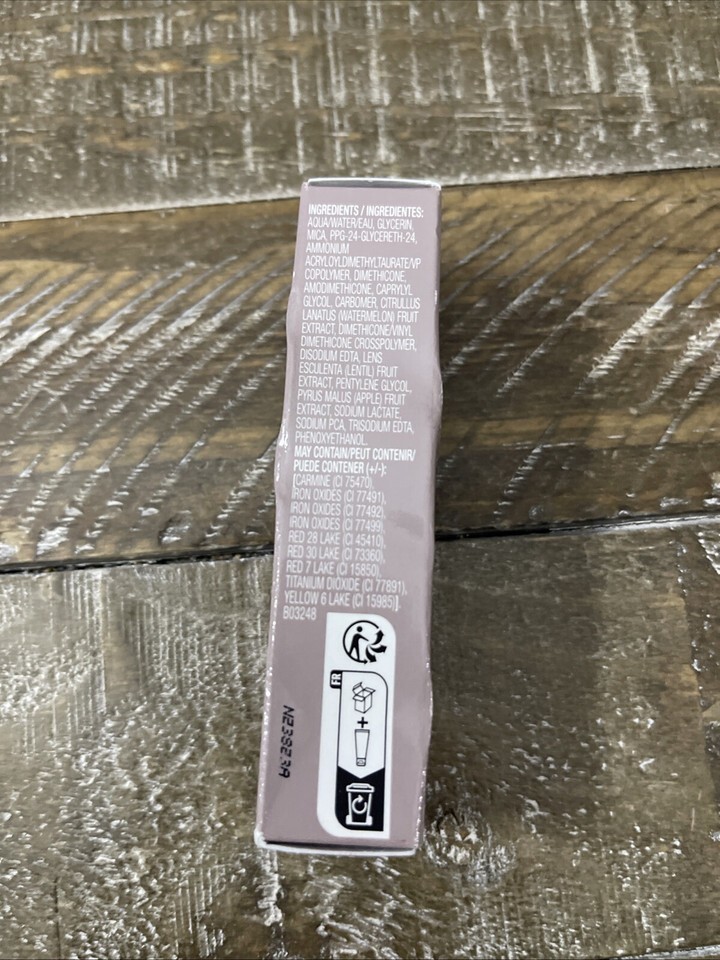 INGREDIENTS / INGREDIENTES:
AQUA/WATER/EAU, GLYCERIN,
MICA, PPG-24-GLYCERETH-24,
AMMONIUM
ACRYLOYLDIMETHYLTAURATE/VP
COPOLYMER, DIMETHICONE,
AMODIMETHICONE, CAPRYLYL
GLYCOL, CARBOMER, CITRULLUS
LANATUS (WATERMELON) FRUIT
EXTRACT, DIMETHICONE/VINYL
DIMETHICONE CROSSPOLYMER,
DISODIUM EDTA, LENS
ESCULENTA (LENTIL) FRUIT
EXTRACT, PENTYLENE GLYCOL,
PYRUS MALUS (APPLE) FRUIT
EXTRACT, SODIUM LACTATE,
SODIUM PCA, TRISODIUM EDTA,
PHENOXYETHANOL.
MAY CONTAIN/PEUT CONTENIR/
PUEDE CONTENER (+/-):
[CARMINE (CI 75470),
IRON OXIDES (CI 77491),
IRON OXIDES (CI 77492),
IRON OXIDES (CI 77499),
RED 28 LAKE (CI 45410),
RED 30 LAKE (CI 73360),
RED 7 LAKE (CI 15850),
TITANIUM DIOXIDE (CI 77891),
YELLOW 6 LAKE (CI 15985)].
B03248
FR
+
N23SE3A